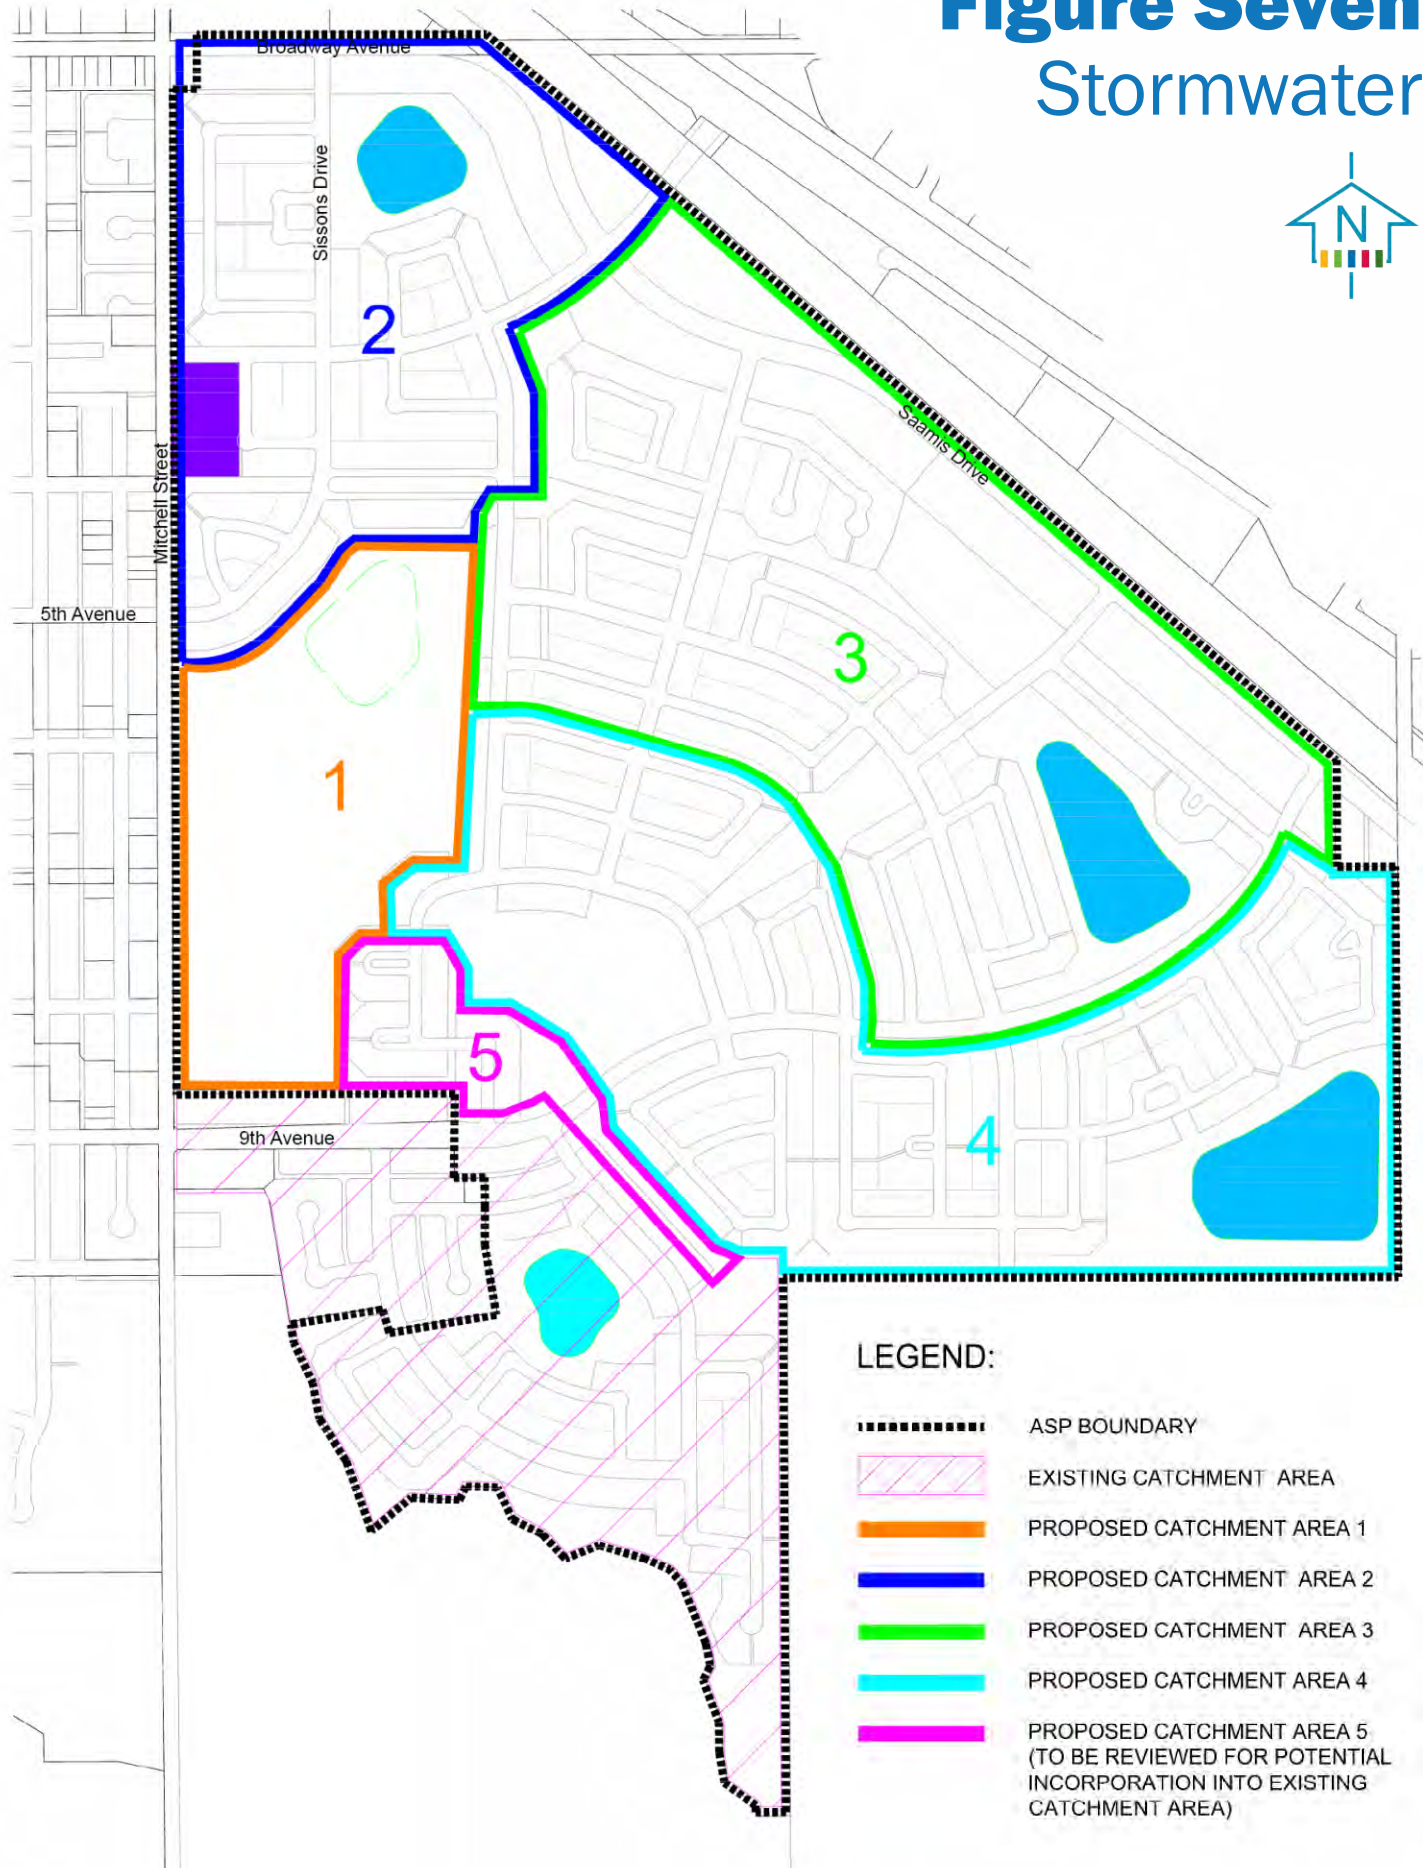 Figure Seven
Stormwater
N
Broadway Avenue
Sissons Drive
2
Mitchell Street
Saamis Drive
5th Avenue
3
1
5
9th Avenue
4
LEGEND:
ASP BOUNDARY
EXISTING CATCHMENT AREA
PROPOSED CATCHMENT AREA 1
PROPOSED CATCHMENT AREA 2
PROPOSED CATCHMENT AREA 3
PROPOSED CATCHMENT AREA 4
PROPOSED CATCHMENT AREA 5
(TO BE REVIEWED FOR POTENTIAL
INCORPORATION INTO EXISTING
CATCHMENT AREA)